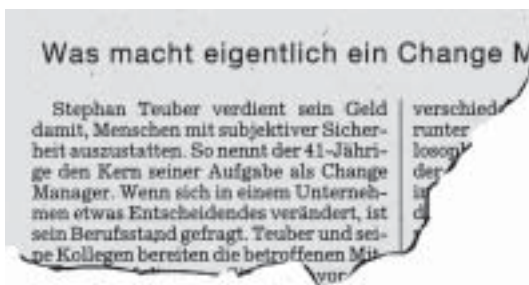 Was macht eigentlich ein Change M
Stephan Teuber verdient sein Geld
damit, Menschen mit subjektiver Sicher-
heit auszustatten. So nennt der 41-Jähri-
ge den Kern seiner Aufgabe als Change
Manager. Wenn sich in einem Unterneh-
men etwas Entscheidendes verändert, ist
sein Berufsstand gefragt. Teuber und sei-
ne Kollegen bereiten die betroffenen Mit
vor
verschied
runter
losop
der